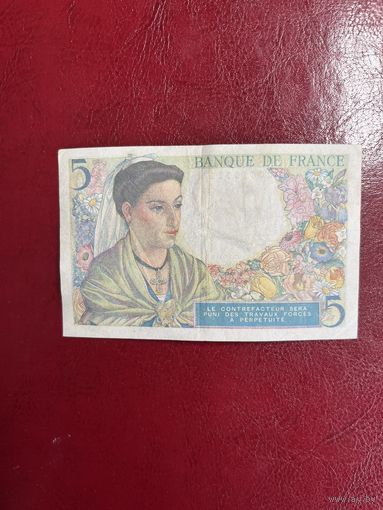 BANQUE DE FRANCE
5
LE CONTREFACTEUR SERA
PUNI DES TRAVAUX FORCÉS
A PERPÉTUITÉ
5